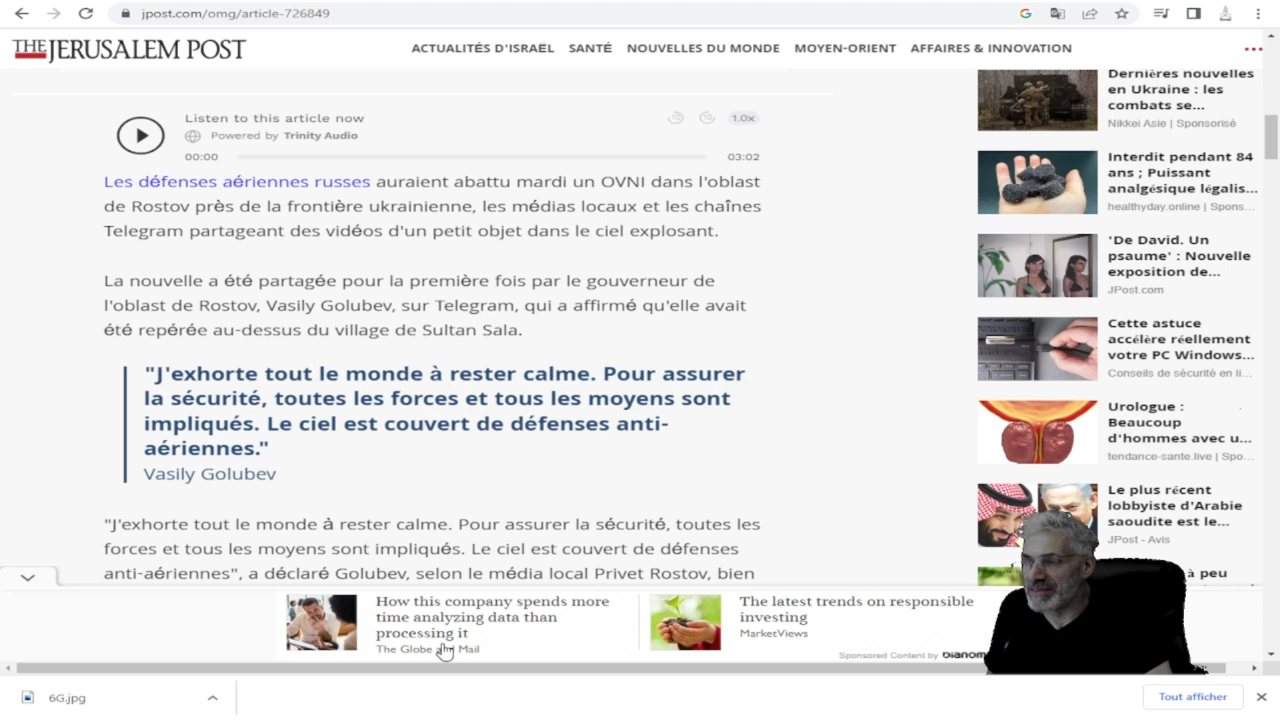 jpost.com/omg/article-726849
THE JERUSALEM POST
ACTUALITÉS D'ISRAËL SANTÉ NOUVELLES DU MONDE MOYEN-ORIENT AFFAIRES & INNOVATION
Listen to this article now
Powered by Trinity Audio
1.0x
00:00
03:02
Les défenses aériennes russes auraient abattu mardi un OVNI dans l'oblast
de Rostov près de la frontière ukrainienne, les médias locaux et les chaînes
Telegram partageant des vidéos d'un petit objet dans le ciel explosant.
La nouvelle a été partagée pour la première fois par le gouverneur de
l'oblast de Rostov, Vasily Golubev, sur Telegram, qui a affirmé qu'elle avait
été repérée au-dessus du village de Sultan Sala.
"J'exhorte tout le monde à rester calme. Pour assurer
la sécurité, toutes les forces et tous les moyens sont
impliqués. Le ciel est couvert de défenses anti-
aériennes."
Vasily Golubev
"J'exhorte tout le monde à rester calme. Pour assurer la sécurité, toutes les
forces et tous les moyens sont impliqués. Le ciel est couvert de défenses
anti-aériennes", a déclaré Golubev, selon le média local Privet Rostov, bien
Dernières nouvelles
en Ukraine : les
combats se...
Nikkei Asie | Sponsorisé
Interdit pendant 84
ans ; Puissant
analgésique légalis...
healthyday.online | Spons...
'De David. Un
psaume' : Nouvelle
exposition de...
JPost.com
Cette astuce
accélère réellement
votre PC Windows...
Conseils de sécurité en li...
Urologue :
Beaucoup
d'hommes avec u...
tendance-sante.live | Spo...
Le plus récent
lobbyiste d'Arabie
saoudite est le...
JPost - Avis
à peu
How this company spends more
time analyzing data than
processing it
The Globe and Mail
The latest trends on responsible
investing
MarketViews
Sponsored Content by
6G.jpg
Tout afficher